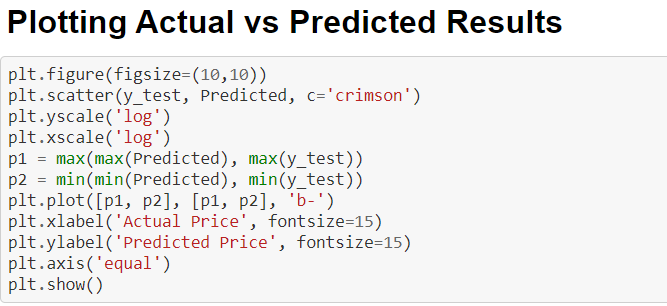 Plotting Actual vs Predicted Results
plt.figure(figsize=(10,10))
plt.scatter(y_test, Predicted, c='crimson')
plt.yscale('log')
plt.xscale('log')
p1 = max(max(Predicted), max(y_test))
p2 = min(min(Predicted), min(y_test))
plt.plot([p1, p2], [p1, p2], 'b-')
plt.xlabel('Actual Price', fontsize=15)
plt.ylabel('Predicted Price', fontsize=15)
plt.axis('equal')
plt.show()